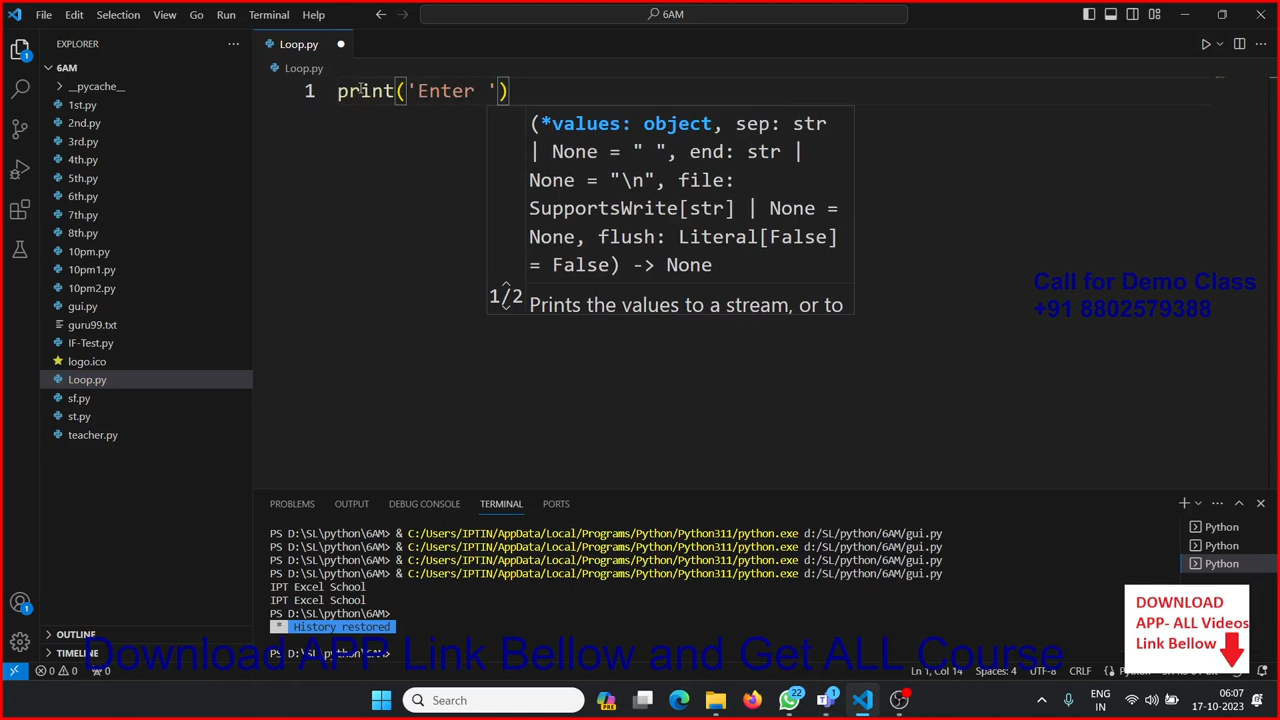 File Edit Selection View Go Run Terminal Help
6AM
EXPLORER
Loop.py
6AM
Loop.py
__pycache__
1st.py
2nd.py
3rd.py
4th.py
5th.py
6th.py
7th.py
8th.py
10pm.py
10pm1.py
10pm2.py
gui.py
guru99.txt
IF-Test.py
logo.ico
Loop.py
sf.py
st.py
teacher.py
OUTLINE
TIMELINE
1 print('Enter ')
(*values: object, sep: str
| None = " ", end: str |
None = "\n", file:
SupportsWrite[str] | None =
None, flush: Literal[False]
= False) -> None
1/2
Prints the values to a stream, or to
Call for Demo Class
+91 8802579388
PROBLEMS OUTPUT DEBUG CONSOLE TERMINAL PORTS
PS D:\SL\python\6AM> & C:/Users/IPTIN/AppData/Local/Programs/Python/Python311/python.exe d:/SL/python/6AM/gui.py
PS D:\SL\python\6AM> & C:/Users/IPTIN/AppData/Local/Programs/Python/Python311/python.exe d:/SL/python/6AM/gui.py
PS D:\SL\python\6AM> & C:/Users/IPTIN/AppData/Local/Programs/Python/Python311/python.exe d:/SL/python/6AM/gui.py
PS D:\SL\python\6AM> & C:/Users/IPTIN/AppData/Local/Programs/Python/Python311/python.exe d:/SL/python/6AM/gui.py
IPT Excel School
IPT Excel School
PS D:\SL\python\6AM>
* History restored
Python
Python
Python
DOWNLOAD
APP- ALL Videos
Link Bellow
Download APP Link Bellow and Get ALL Course
0 0 0 Ln 1, Col 14 Spaces: 4 UTF-8 CRLF
Search
22
1
ENG
IN
06:07
17-10-2023